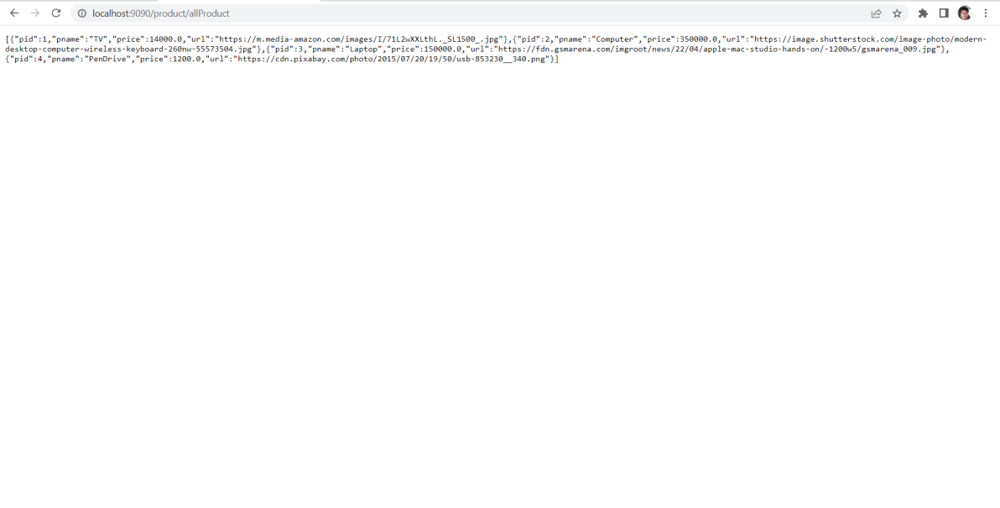 localhost:9090/product/allProduct
[{"pid":1,"pname":"TV","price":14000.0,"url":"https://m.media-amazon.com/images/I/71L2wXXLthL._SL1500_.jpg"},{"pid":2,"pname":"Computer","price":350000.0,"url":"https://image.shutterstock.com/image-photo/modern-
desktop-computer-wireless-keyboard-260nw-55573504.jpg"},{"pid":3,"pname":"Laptop","price":150000.0,"url":"https://fdn.gsmarena.com/imgroot/news/22/04/apple-mac-studio-hands-on/-1200w5/gsmarena_009.jpg"},
{"pid":4,"pname":"PenDrive","price":1200.0,"url":"https://cdn.pixabay.com/photo/2015/07/20/19/50/usb-853230__340.png"}]